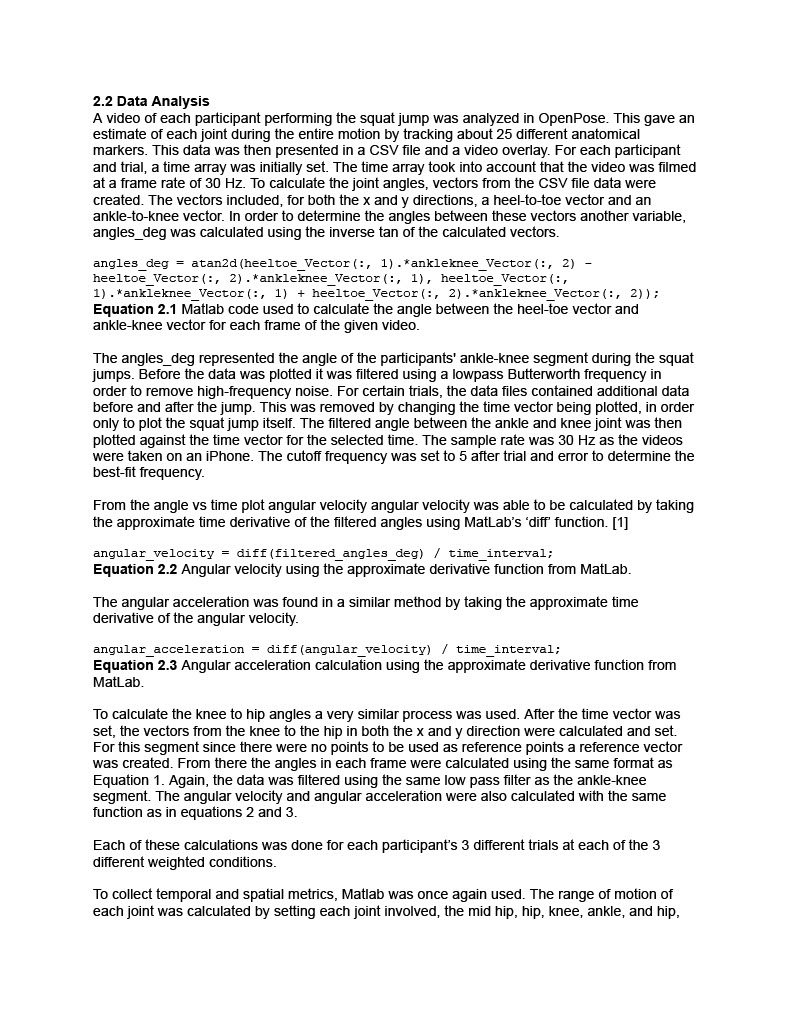 2.2 Data Analysis
A video of each participant performing the squat jump was analyzed in OpenPose. This gave an
estimate of each joint during the entire motion by tracking about 25 different anatomical
markers. This data was then presented in a CSV file and a video overlay. For each participant
and trial, a time array was initially set. The time array took into account that the video was filmed
at a frame rate of 30 Hz. To calculate the joint angles, vectors from the CSV file data were
created. The vectors included, for both the x and y directions, a heel-to-toe vector and an
ankle-to-knee vector. In order to determine the angles between these vectors another variable,
angles_deg was calculated using the inverse tan of the calculated vectors.
angles_deg = atan2d(heeltoe_Vector(:, 1).*ankleknee_Vector(:, 2) -
heeltoe_Vector(:, 2).*ankleknee_Vector(:, 1), heeltoe_Vector(:,
1).*ankleknee_Vector(:, 1) + heeltoe_Vector(:, 2).*ankleknee_Vector(:, 2));
Equation 2.1 Matlab code used to calculate the angle between the heel-toe vector and
ankle-knee vector for each frame of the given video.
The angles_deg represented the angle of the participants' ankle-knee segment during the squat
jumps. Before the data was plotted it was filtered using a lowpass Butterworth frequency in
order to remove high-frequency noise. For certain trials, the data files contained additional data
before and after the jump. This was removed by changing the time vector being plotted, in order
only to plot the squat jump itself. The filtered angle between the ankle and knee joint was then
plotted against the time vector for the selected time. The sample rate was 30 Hz as the videos
were taken on an iPhone. The cutoff frequency was set to 5 after trial and error to determine the
best-fit frequency.
From the angle vs time plot angular velocity angular velocity was able to be calculated by taking
the approximate time derivative of the filtered angles using MatLab's 'diff' function. [1]
angular_velocity = diff(filtered_angles_deg) / time_interval;
Equation 2.2 Angular velocity using the approximate derivative function from MatLab.
The angular acceleration was found in a similar method by taking the approximate time
derivative of the angular velocity.
angular_acceleration = diff(angular_velocity) / time_interval;
Equation 2.3 Angular acceleration calculation using the approximate derivative function from
MatLab.
To calculate the knee to hip angles a very similar process was used. After the time vector was
set, the vectors from the knee to the hip in both the x and y direction were calculated and set.
For this segment since there were no points to be used as reference points a reference vector
was created. From there the angles in each frame were calculated using the same format as
Equation 1. Again, the data was filtered using the same low pass filter as the ankle-knee
segment. The angular velocity and angular acceleration were also calculated with the same
function as in equations 2 and 3.
Each of these calculations was done for each participant's 3 different trials at each of the 3
different weighted conditions.
To collect temporal and spatial metrics, Matlab was once again used. The range of motion of
each joint was calculated by setting each joint involved, the mid hip, hip, knee, ankle, and hip,